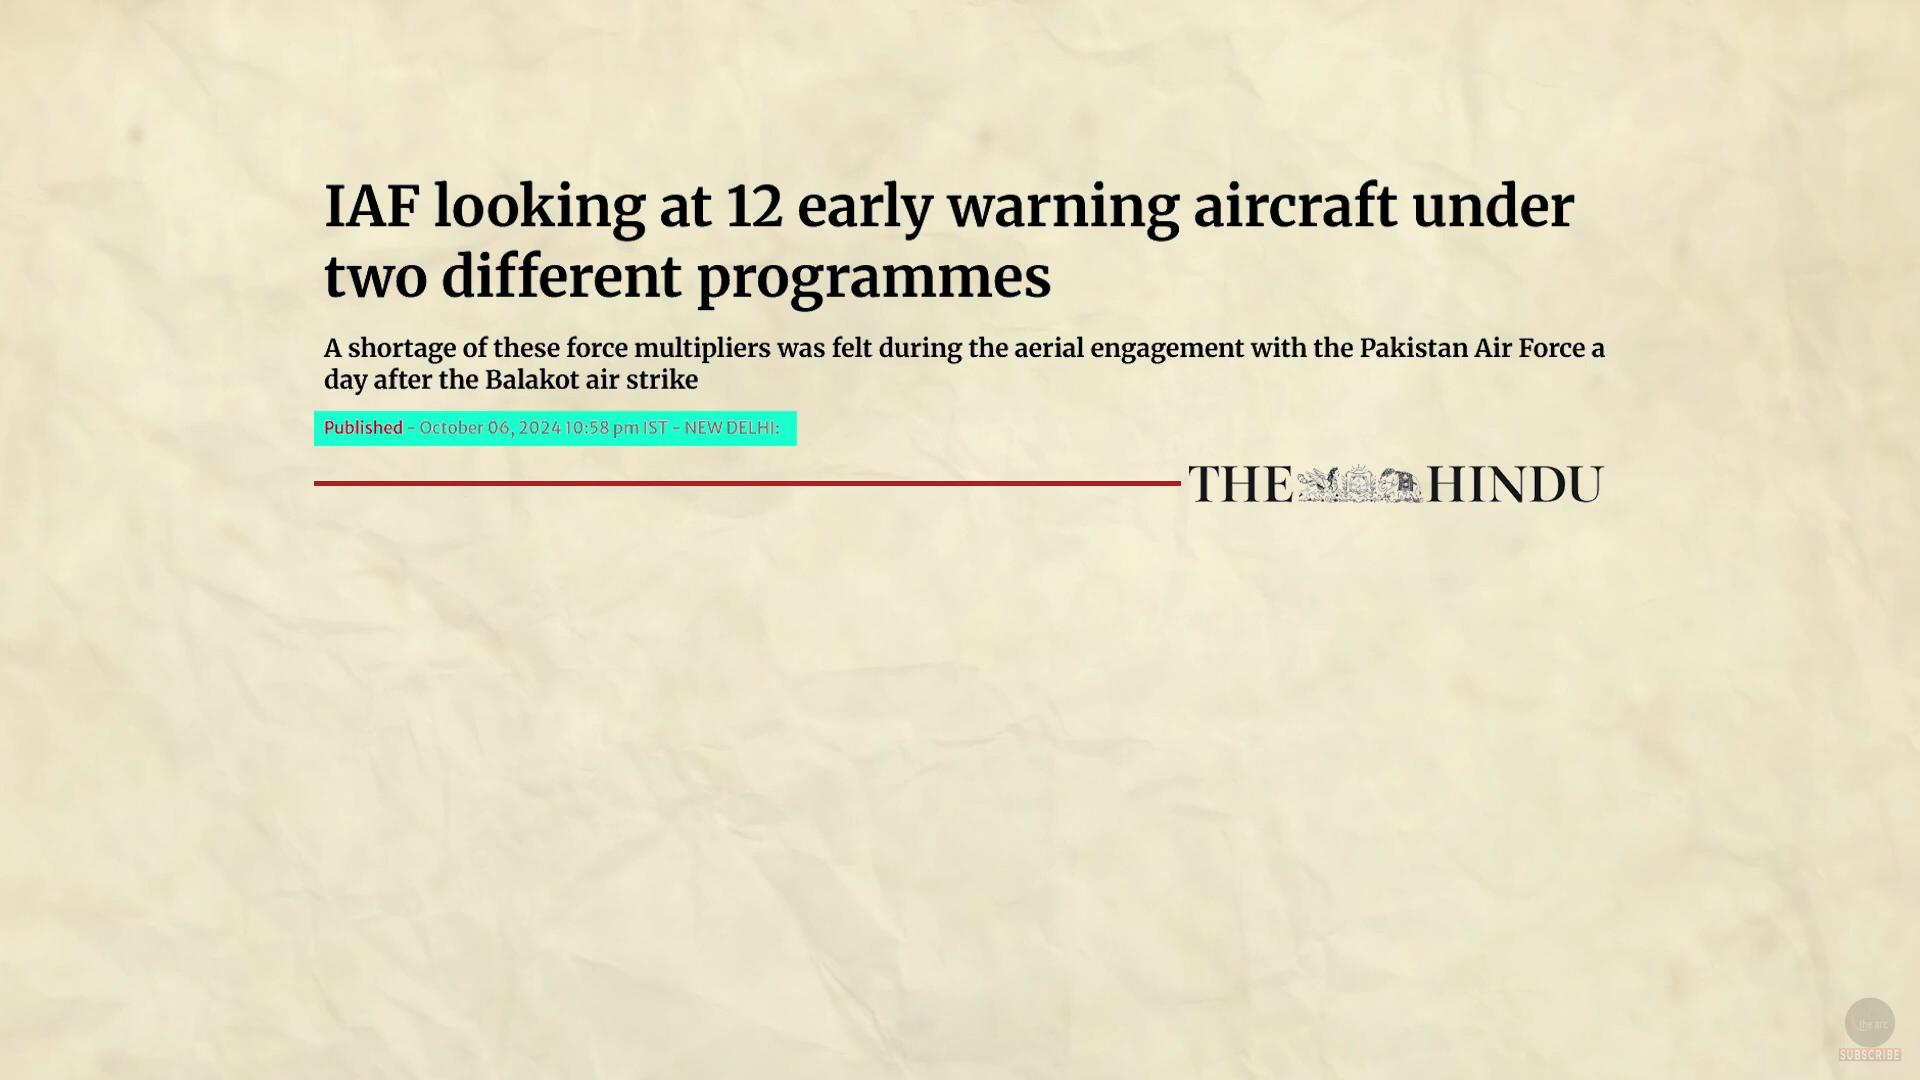 IAF looking at 12 early warning aircraft under
two different programmes
A shortage of these force multipliers was felt during the aerial engagement with the Pakistan Air Force a
day after the Balakot air strike
Published - October 06, 2024 10:58 pm IST - NEW DELHI:
THE HINDU
the arc
SUBSCRIBE